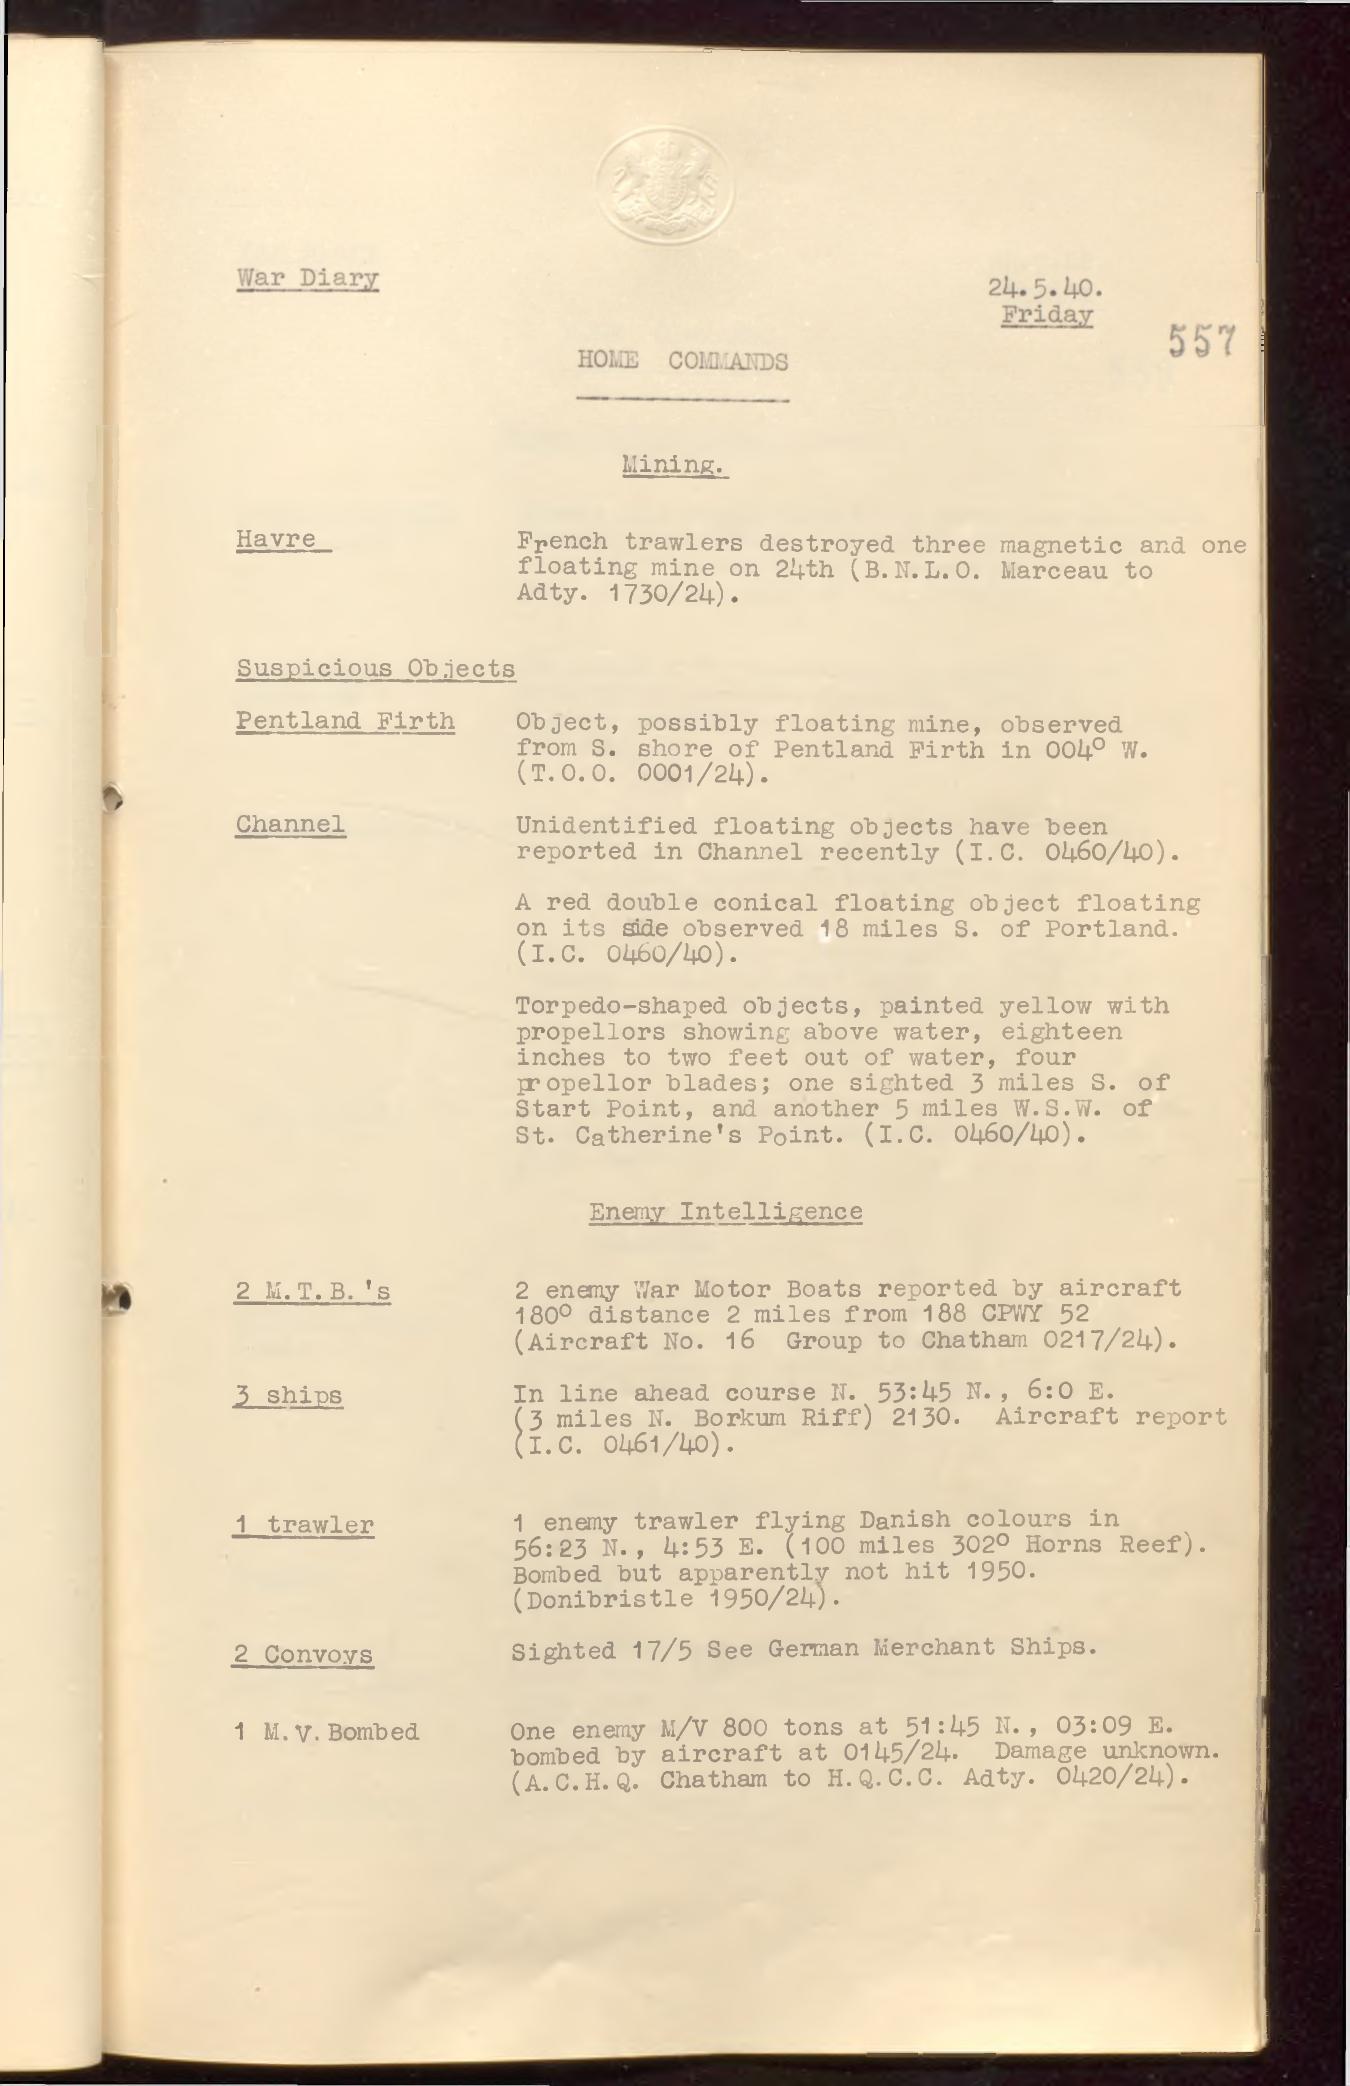 War Diary
24.5.40.
Friday
557
HOME COMMANDS
Mining.
Havre
French trawlers destroyed three magnetic and one
floating mine on 24th (B.N.L.O. Marceau to
Adty. 1730/24).
Suspicious Objects
Pentland Firth
Object, possibly floating mine, observed
from S. shore of Pentland Firth in 004° W.
(T.O.O. 0001/24).
Channel
Unidentified floating objects have been
reported in Channel recently (I.C. 0460/40).
A red double conical floating object floating
on its side observed 18 miles S. of Portland.
(I.C. 0460/40).
Torpedo-shaped objects, painted yellow with
propellors showing above water, eighteen
inches to two feet out of water, four
propellor blades; one sighted 3 miles S. of
Start Point, and another 5 miles W.S.W. of
St. Catherine's Point. (I.C. 0460/40).
Enemy Intelligence
2 M.T.B.'s
2 enemy War Motor Boats reported by aircraft
180° distance 2 miles from 188 CPWY 52
(Aircraft No. 16 Group to Chatham 0217/24).
3 ships
In line ahead course N. 53:45 N., 6:0 E.
(3 miles N. Borkum Riff) 2130. Aircraft report
(I.C. 0461/40).
1 trawler
1 enemy trawler flying Danish colours in
56:23 N., 4:53 E. (100 miles 302° Horns Reef).
Bombed but apparently not hit 1950.
(Donibristle 1950/24).
2 Convoys
Sighted 17/5 See German Merchant Ships.
1 M.V. Bombed
One enemy M/V 800 tons at 51:45 N., 03:09 E.
bombed by aircraft at 0145/24. Damage unknown.
(A.C.H.Q. Chatham to H.Q.C.C. Adty. 0420/24).